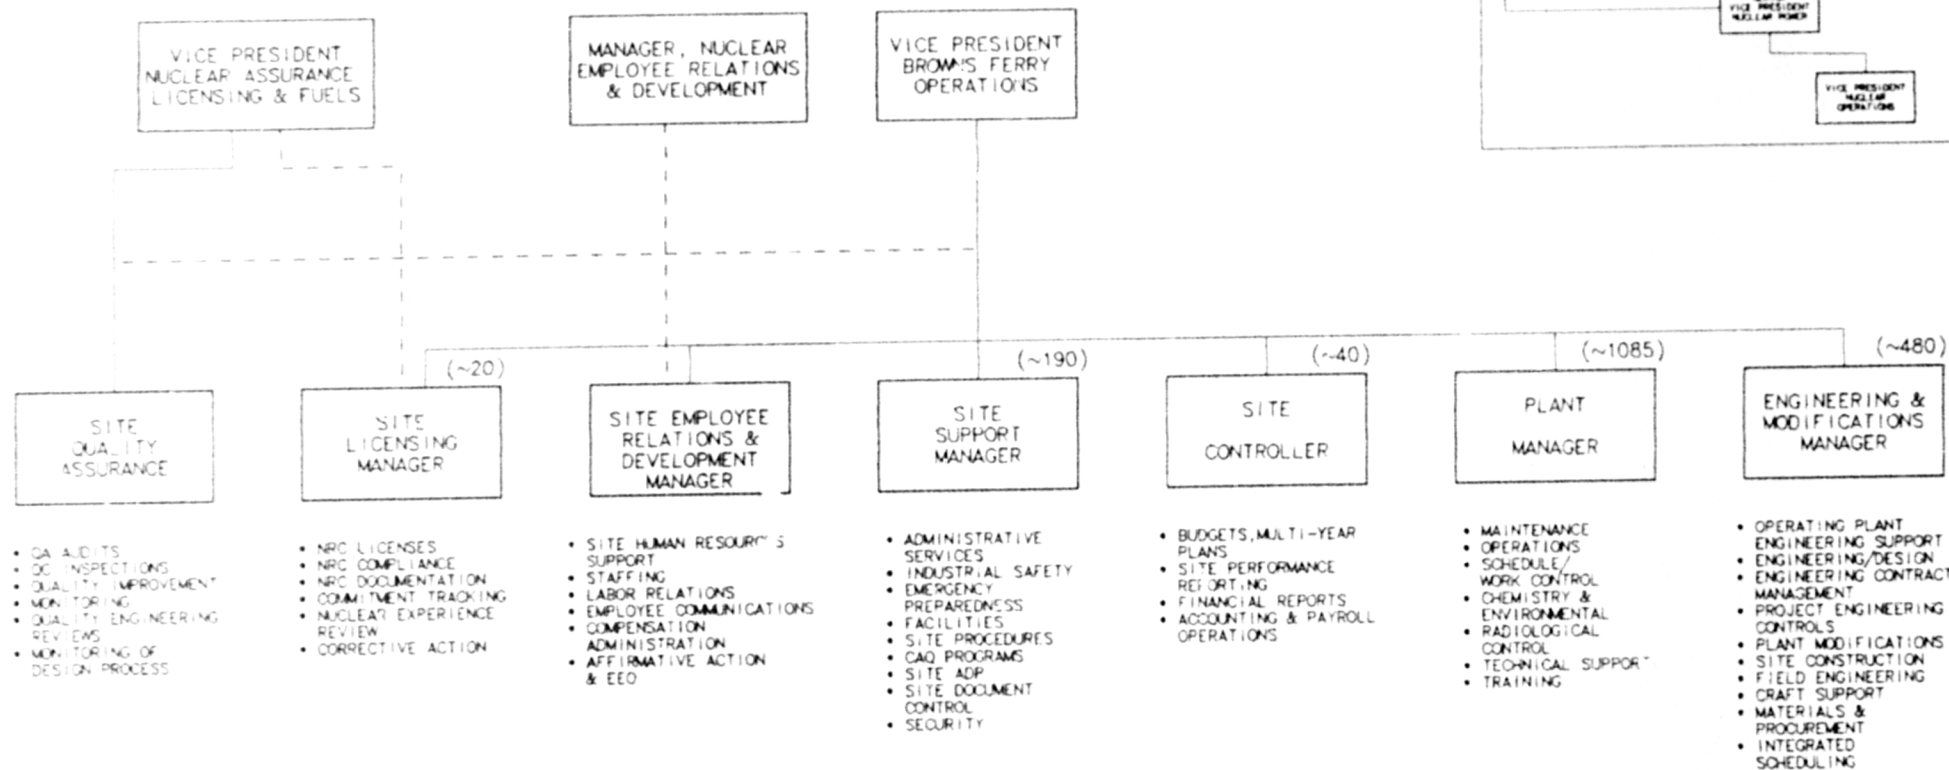 VICE PRESIDENT
NUCLEAR ASSURANCE
LICENSING & FUELS
MANAGER, NUCLEAR
EMPLOYEE RELATIONS
& DEVELOPMENT
VICE PRESIDENT
BROWNS FERRY
OPERATIONS
VICE PRESIDENT
NUCLEAR POWER
VICE PRESIDENT
NUCLEAR
OPERATIONS
(~20)
(~190)
(~40)
(~1085)
(~480)
SITE
QUALITY
ASSURANCE
SITE
LICENSING
MANAGER
SITE EMPLOYEE
RELATIONS &
DEVELOPMENT
MANAGER
SITE
SUPPORT
MANAGER
SITE
CONTROLLER
PLANT
MANAGER
ENGINEERING &
MODIFICATIONS
MANAGER
• QA AUDITS
• QC INSPECTIONS
• QUALITY IMPROVEMENT
• MONITORING
• QUALITY ENGINEERING
REVIEWS
• MONITORING OF
DESIGN PROCESS
• NRC LICENSES
• NRC COMPLIANCE
• NRC DOCUMENTATION
• COMMITMENT TRACKING
• NUCLEAR EXPERIENCE
REVIEW
• CORRECTIVE ACTION
• SITE HUMAN RESOURCES
SUPPORT
• STAFFING
• LABOR RELATIONS
• EMPLOYEE COMMUNICATIONS
• COMPENSATION
ADMINISTRATION
• AFFIRMATIVE ACTION
& EEO
• ADMINISTRATIVE
SERVICES
• INDUSTRIAL SAFETY
• EMERGENCY
PREPAREDNESS
• FACILITIES
• SITE PROCEDURES
• CAQ PROGRAMS
• SITE ADP
• SITE DOCUMENT
CONTROL
• SECURITY
• BUDGETS, MULTI-YEAR
PLANS
• SITE PERFORMANCE
REPORTING
• FINANCIAL REPORTS
• ACCOUNTING & PAYROLL
OPERATIONS
• MAINTENANCE
• OPERATIONS
• SCHEDULE/
WORK CONTROL
• CHEMISTRY &
ENVIRONMENTAL
• RADIOLOGICAL
CONTROL
• TECHNICAL SUPPORT
• TRAINING
• OPERATING PLANT
ENGINEERING SUPPORT
• ENGINEERING/DESIGN
• ENGINEERING CONTRACT
MANAGEMENT
• PROJECT ENGINEERING
CONTROLS
• PLANT MODIFICATIONS
• SITE CONSTRUCTION
• FIELD ENGINEERING
• CRAFT SUPPORT
• MATERIALS &
PROCUREMENT
• INTEGRATED
SCHEDULING